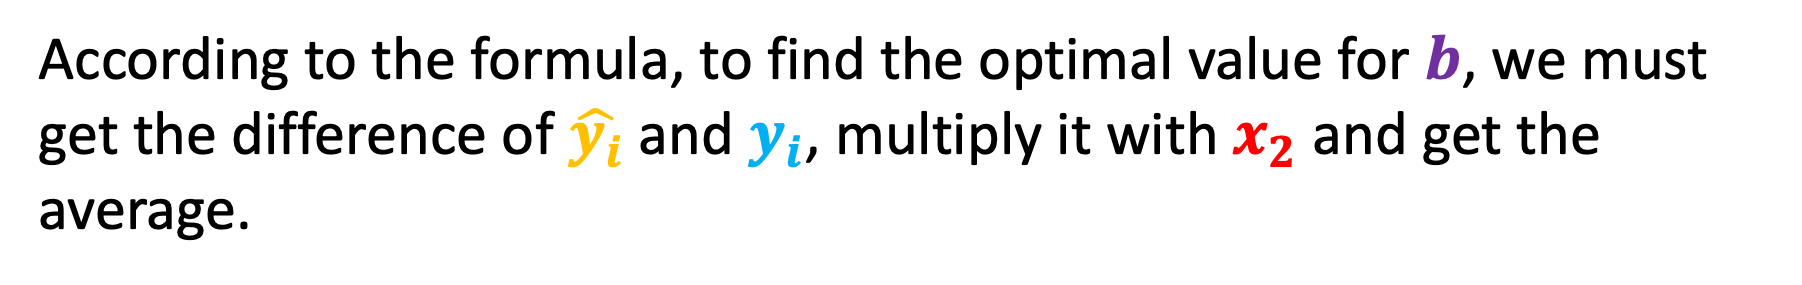 According to the formula, to find the optimal value for b, we must
get the difference of ŷᵢ and yᵢ, multiply it with x₂ and get the
average.